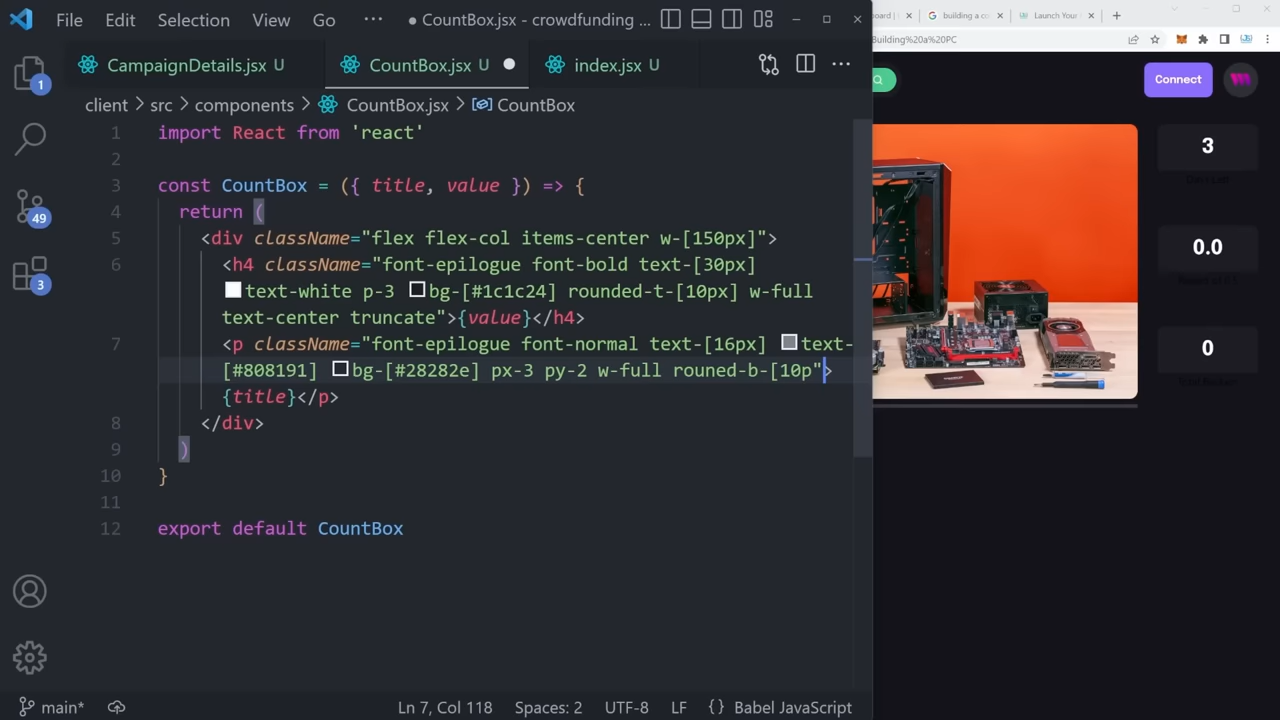 File Edit Selection View Go ··· ● CountBox.jsx - crowdfunding ...
CampaignDetails.jsx U
CountBox.jsx U
index.jsx U
client > src > components > CountBox.jsx > CountBox
1 import React from 'react'
2
3 const CountBox = ({ title, value }) => {
4 return (
5 <div className="flex flex-col items-center w-[150px]">
6 <h4 className="font-epilogue font-bold text-[30px]
text-white p-3 bg-[#1c1c24] rounded-t-[10px] w-full
text-center truncate">{value}</h4>
7 <p className="font-epilogue font-normal text-[16px] text-
[#808191] bg-[#28282e] px-3 py-2 w-full rouned-b-[10p">
{title}</p>
8 </div>
9 )
10 }
11
12 export default CountBox
1
49
3
main*
Ln 7, Col 118 Spaces: 2 UTF-8 LF {} Babel JavaScript
board | building a c Launch Your
Building%20a%20PC
Connect
3
0.0
0